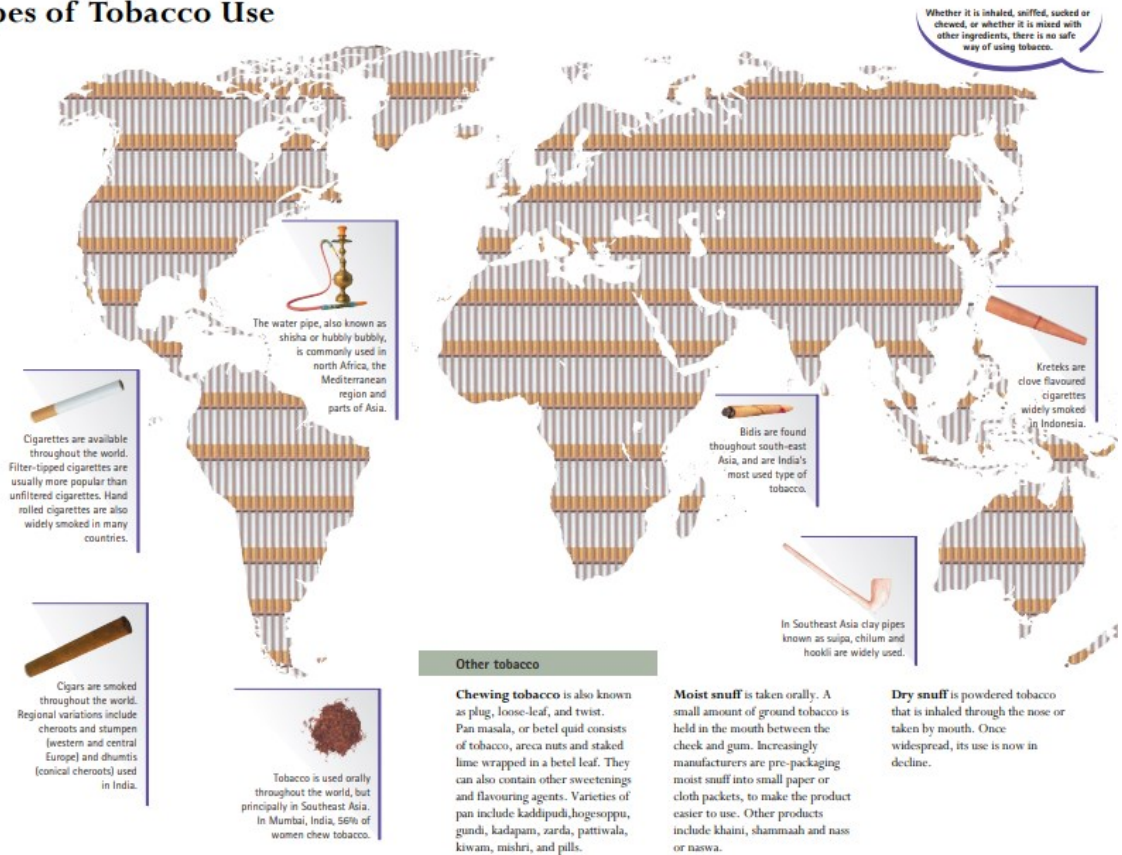 pes of Tobacco Use
Whether it is inhaled, sniffed, sucked or
chewed, or whether it is mixed with
other ingredients, there is no safe
way of using tobacco.
The water pipe, also known as
shisha or hubbly bubbly,
is commonly used in
north Africa, the
Mediterranean
region and
parts of Asia.
Kreteks are
clove flavoured
cigarettes
widely smoked
in Indonesia.
Cigarettes are available
throughout the world.
Filter-tipped cigarettes are
usually more popular than
unfiltered cigarettes. Hand
rolled cigarettes are also
widely smoked in many
countries.
Bidis are found
thoughout south-east
Asia, and are India's
most used type of
tobacco.
In Southeast Asia clay pipes
known as suipa, chilum and
hookli are widely used.
Cigars are smoked
throughout the world.
Regional variations include
cheroots and stumpen
(western and central
Europe) and dhumtis
(conical cheroots) used
in India.
Tobacco is used orally
throughout the world, but
principally in Southeast Asia.
In Mumbai, India, 56% of
women chew tobacco.
Other tobacco
Chewing tobacco is also known
as plug, loose-leaf, and twist.
Pan masala, or betel quid consists
of tobacco, areca nuts and staked
lime wrapped in a betel leaf. They
can also contain other sweetenings
and flavouring agents. Varieties of
pan include kaddipudi,hogesoppu,
gundi, kadapam, zarda, pattiwala,
kiwam, mishri, and pills.
Moist snuff is taken orally. A
small amount of ground tobacco is
held in the mouth between the
cheek and gum. Increasingly
manufacturers are pre-packaging
moist snuff into small paper or
cloth packets, to make the product
easier to use. Other products
include khaini, shammaah and nass
or naswa.
Dry snuff is powdered tobacco
that is inhaled through the nose or
taken by mouth. Once
widespread, its use is now in
decline.